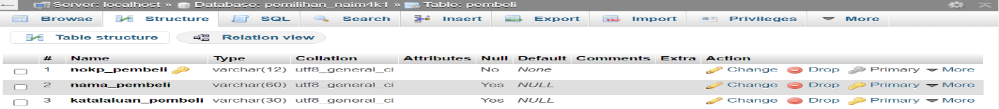 Server: localhost » Database: pemilihan_naim4k1 » Table: pembeli
Browse Structure SQL Search Insert Export Import Privileges More
Table structure Relation view
# Name Type Collation Attributes Null Default Comments Extra Action
1 nokp_pembeli varchar(12) utf8_general_ci No None Change Drop Primary More
2 nama_pembeli varchar(60) utf8_general_ci Yes NULL Change Drop Primary More
3 katalaluan_pembeli varchar(30) utf8_general_ci Yes NULL Change Drop Primary More